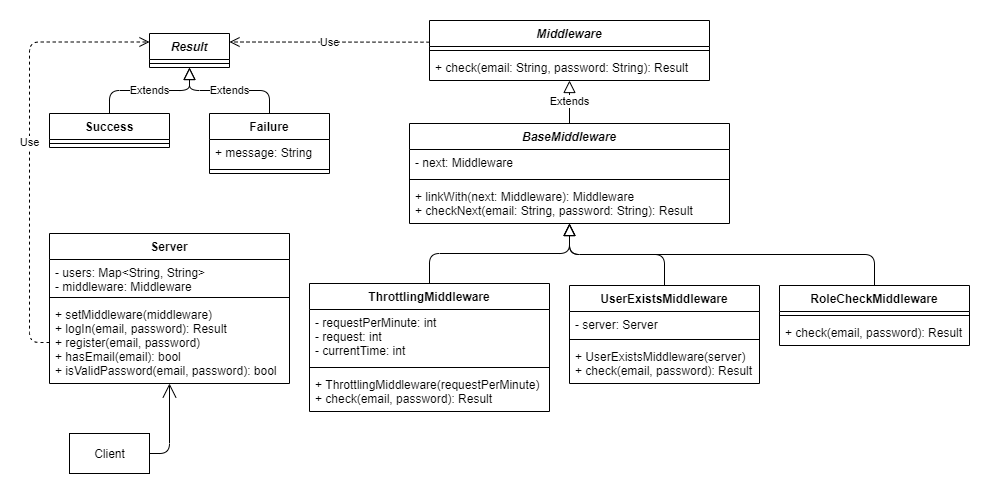 Result
Use
Middleware
+ check(email: String, password: String): Result
Extends
Extends
Extends
Success
Failure
+ message: String
Use
BaseMiddleware
- next: Middleware
+ linkWith(next: Middleware): Middleware
+ checkNext(email: String, password: String): Result
Server
- users: Map<String, String>
- middleware: Middleware
+ setMiddleware(middleware)
+ logIn(email, password): Result
+ register(email, password)
+ hasEmail(email): bool
+ isValidPassword(email, password): bool
ThrottlingMiddleware
- requestPerMinute: int
- request: int
- currentTime: int
+ ThrottlingMiddleware(requestPerMinute)
+ check(email, password): Result
UserExistsMiddleware
- server: Server
+ UserExistsMiddleware(server)
+ check(email, password): Result
RoleCheckMiddleware
+ check(email, password): Result
Client